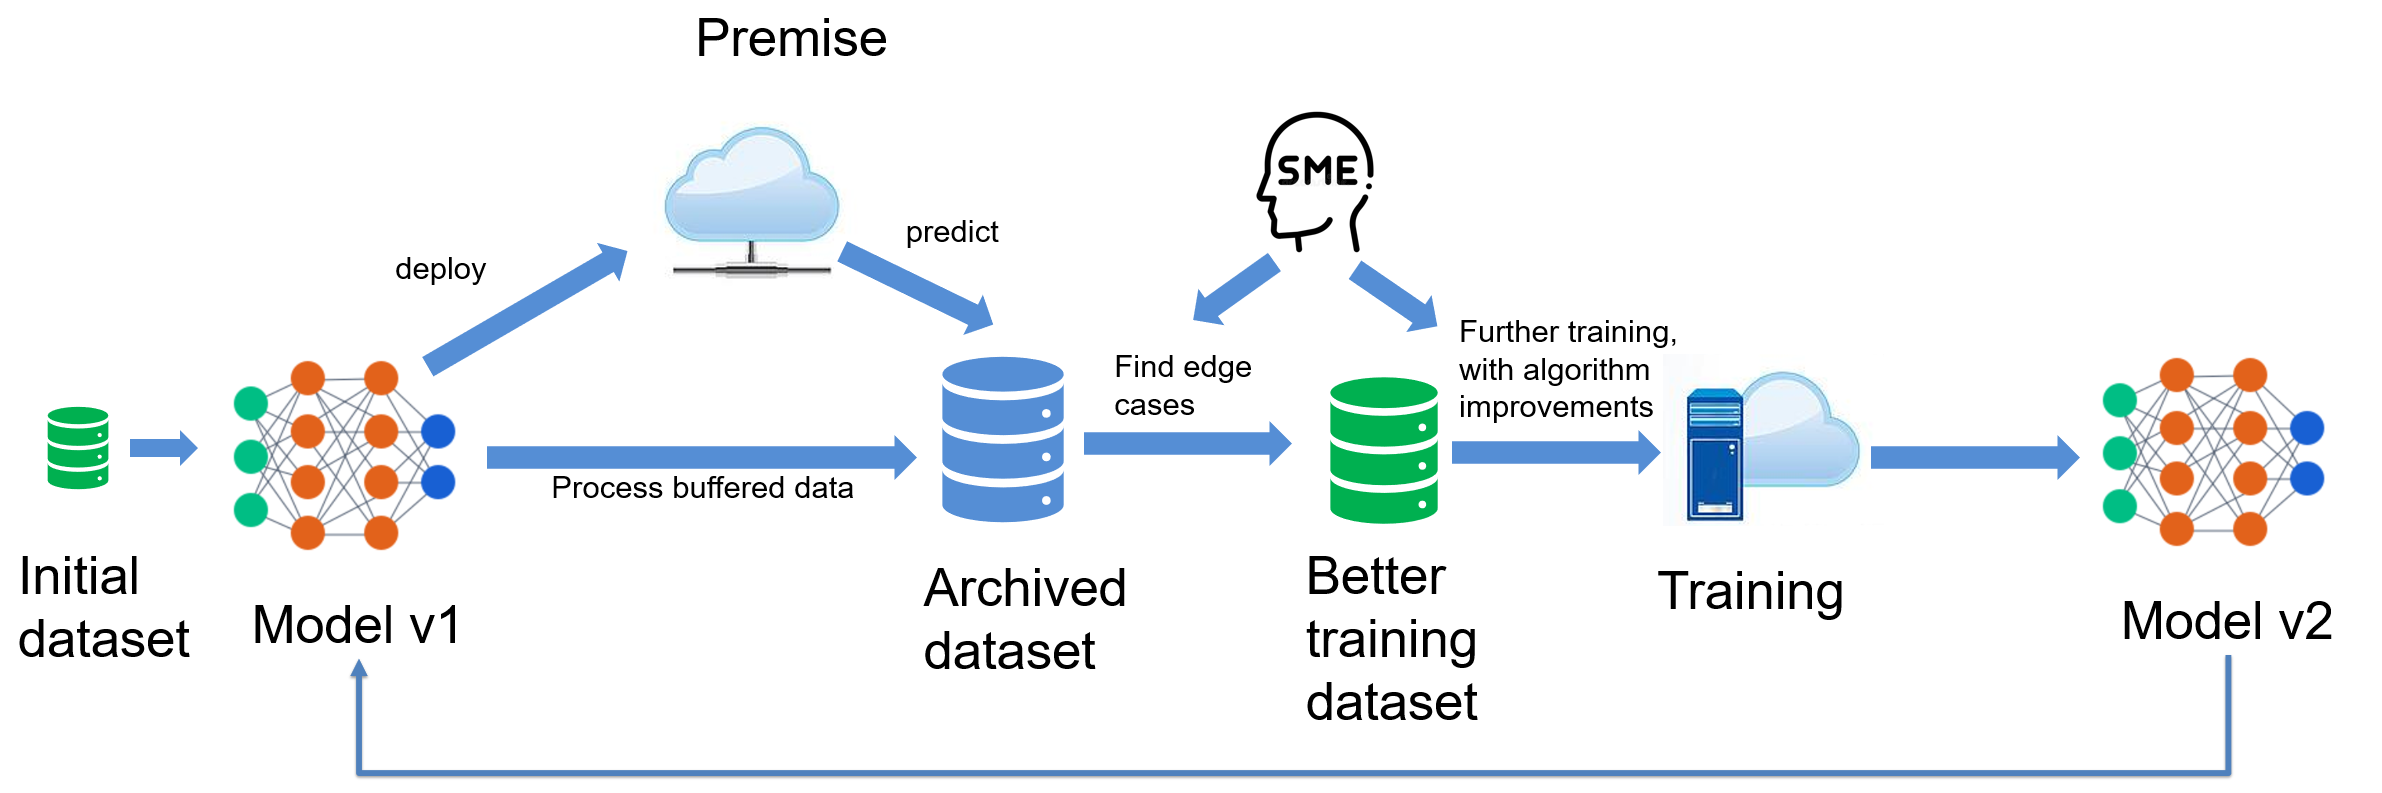 Premise
SME
predict
deploy
Further training,
with algorithm
improvements
Find edge
cases
Process buffered data
Initial
dataset
Model v1
Archived
dataset
Better
training
dataset
Training
Model v2